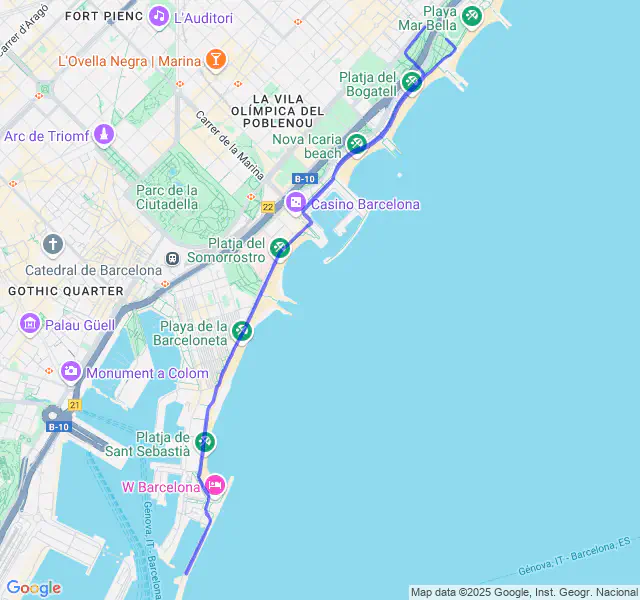 FORT PIENC
L'Auditori
Playa
Mar Bella
Carrer d'Aragó
L'Ovella Negra | Marina
Platja del
Bogatell
LA VILA
OLÍMPICA DEL
POBLENOU
Arc de Triomf
Carrer de la Marina
Nova Icaria
beach
B-10
Parc de la
Ciutadella
22
Casino Barcelona
Platja del
Somorrostro
Catedral de Barcelona
GOTHIC QUARTER
Palau Güell
Playa de la
Barceloneta
Monument a Colom
21
B-10
Platja de
Sant Sebastià
W Barcelona
Gènova, IT - Barcelona, ES
Gènova, IT - Barcelona
Google
Map data ©2025 Google, Inst. Geogr. Nacional